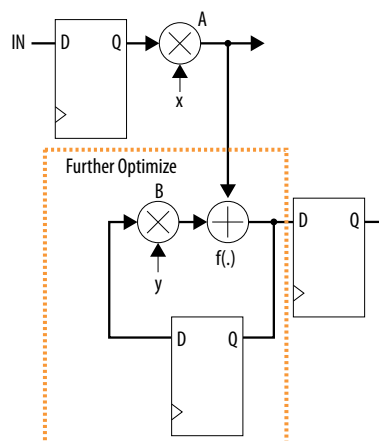 A
IN D Q
x
Further Optimize
B
D Q
f(.)
y
D Q